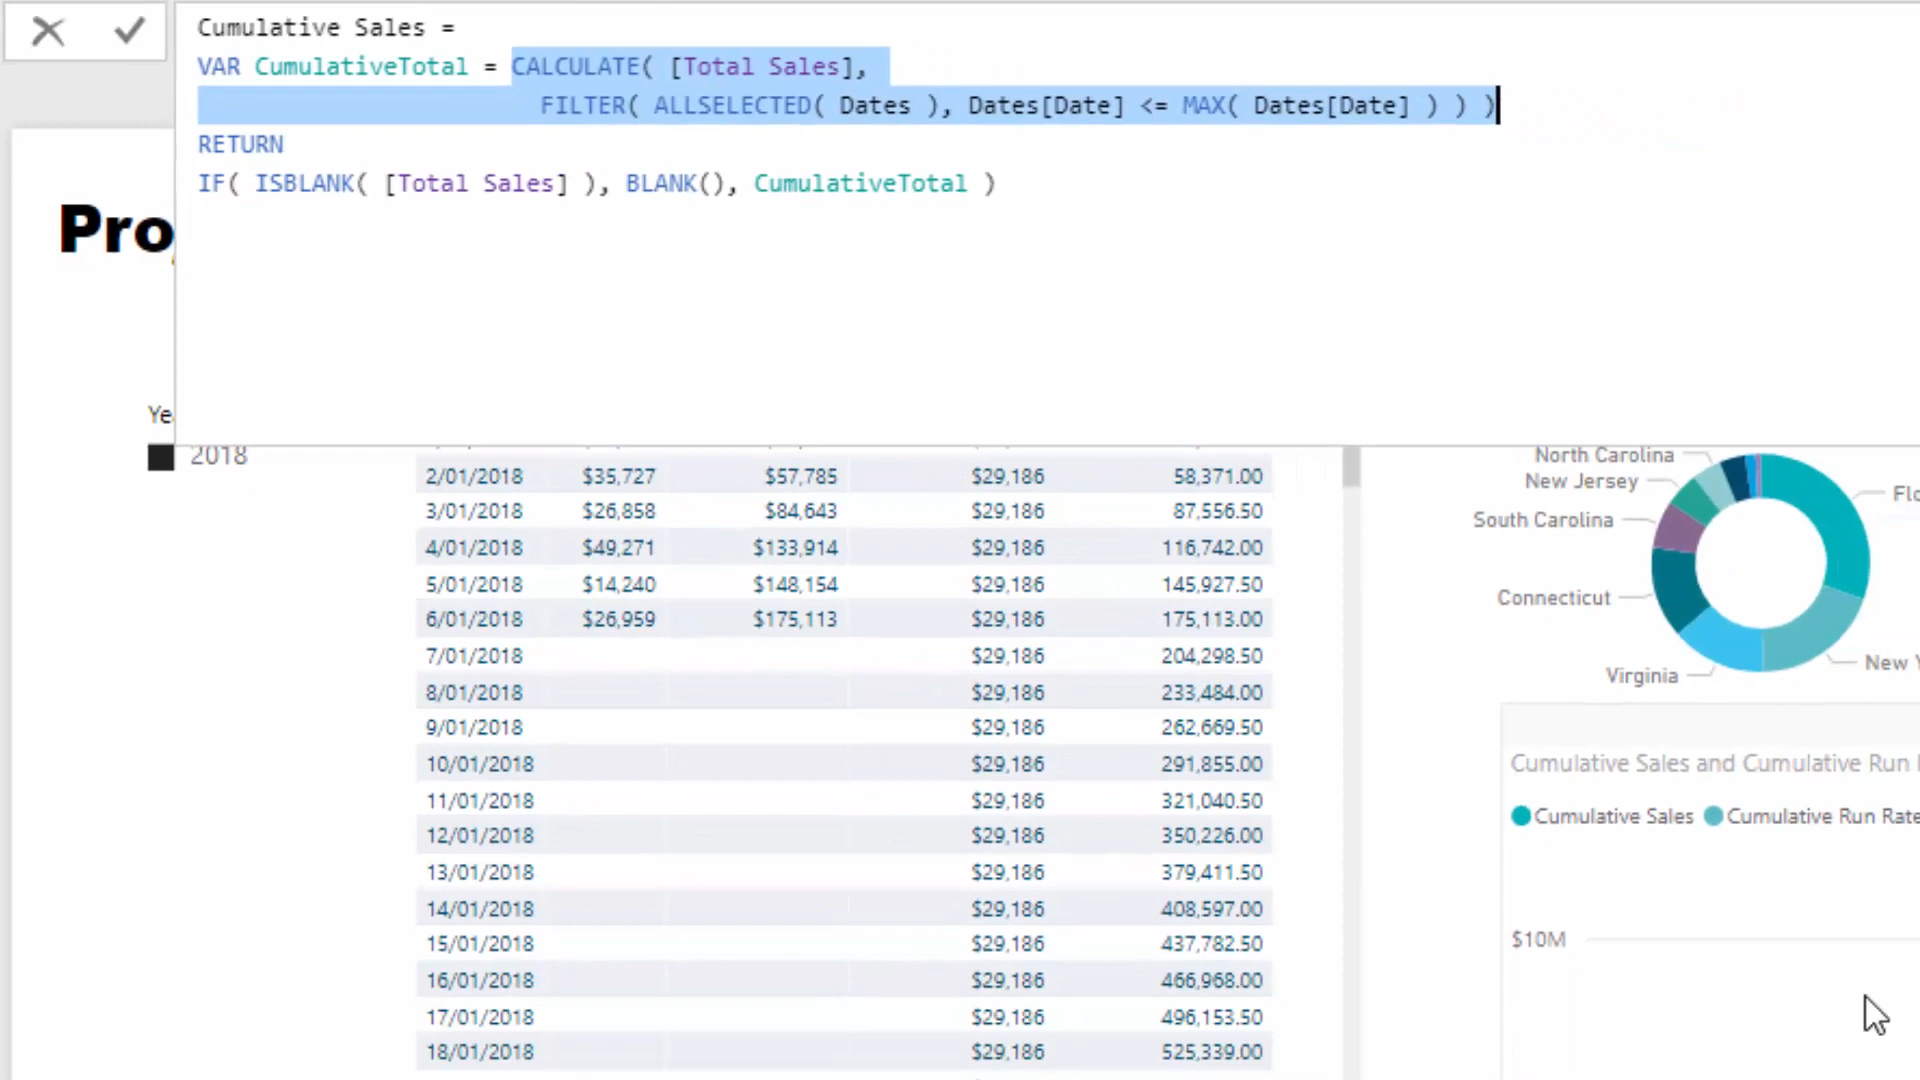 Cumulative Sales =
VAR CumulativeTotal = CALCULATE( [Total Sales],
FILTER( ALLSELECTED( Dates ), Dates[Date] <= MAX( Dates[Date] ) ) )
RETURN
IF( ISBLANK( [Total Sales] ), BLANK(), CumulativeTotal )
Pro
Ye
2018
2/01/2018 $35,727 $57,785 $29,186 58,371.00
3/01/2018 $26,858 $84,643 $29,186 87,556.50
4/01/2018 $49,271 $133,914 $29,186 116,742.00
5/01/2018 $14,240 $148,154 $29,186 145,927.50
6/01/2018 $26,959 $175,113 $29,186 175,113.00
7/01/2018 $29,186 204,298.50
8/01/2018 $29,186 233,484.00
9/01/2018 $29,186 262,669.50
10/01/2018 $29,186 291,855.00
11/01/2018 $29,186 321,040.50
12/01/2018 $29,186 350,226.00
13/01/2018 $29,186 379,411.50
14/01/2018 $29,186 408,597.00
15/01/2018 $29,186 437,782.50
16/01/2018 $29,186 466,968.00
17/01/2018 $29,186 496,153.50
18/01/2018 $29,186 525,339.00
North Carolina
New Jersey
South Carolina
Connecticut
Virginia
Flo
New Y
Cumulative Sales and Cumulative Run
Cumulative Sales Cumulative Run Rate
$10M